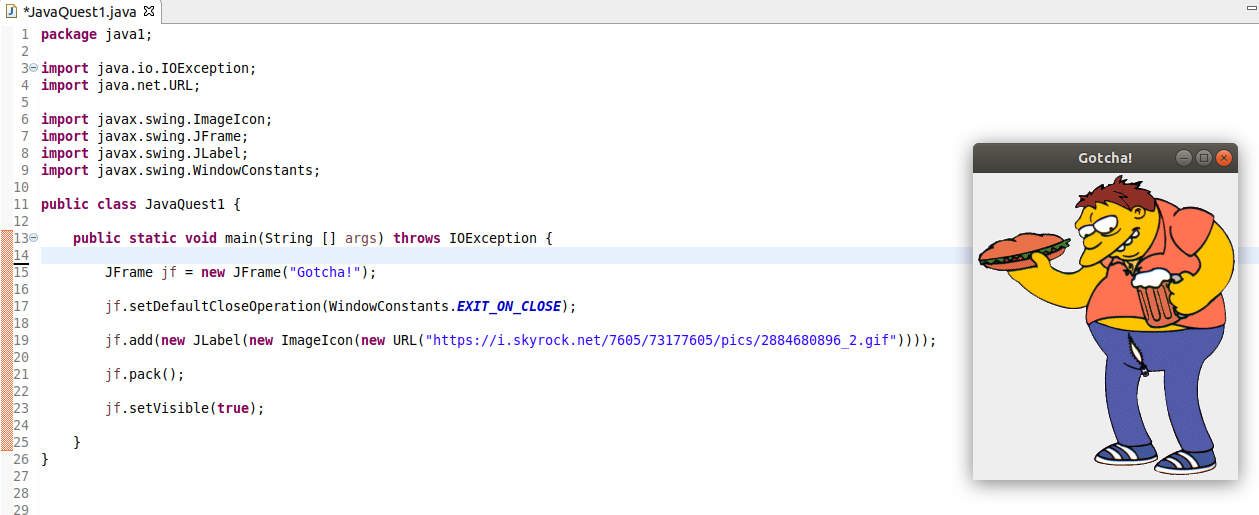 *JavaQuest1.java
1 package java1;
2
3 import java.io.IOException;
4 import java.net.URL;
5
6 import javax.swing.ImageIcon;
7 import javax.swing.JFrame;
8 import javax.swing.JLabel;
9 import javax.swing.WindowConstants;
10
11 public class JavaQuest1 {
12
13     public static void main(String [] args) throws IOException {
14
15         JFrame jf = new JFrame("Gotcha!");
16
17         jf.setDefaultCloseOperation(WindowConstants.EXIT_ON_CLOSE);
18
19         jf.add(new JLabel(new ImageIcon(new URL("https://i.skyrock.net/7605/73177605/pics/2884680896_2.gif"))));
20
21         jf.pack();
22
23         jf.setVisible(true);
24
25     }
26 }
27
28
29
Gotcha!